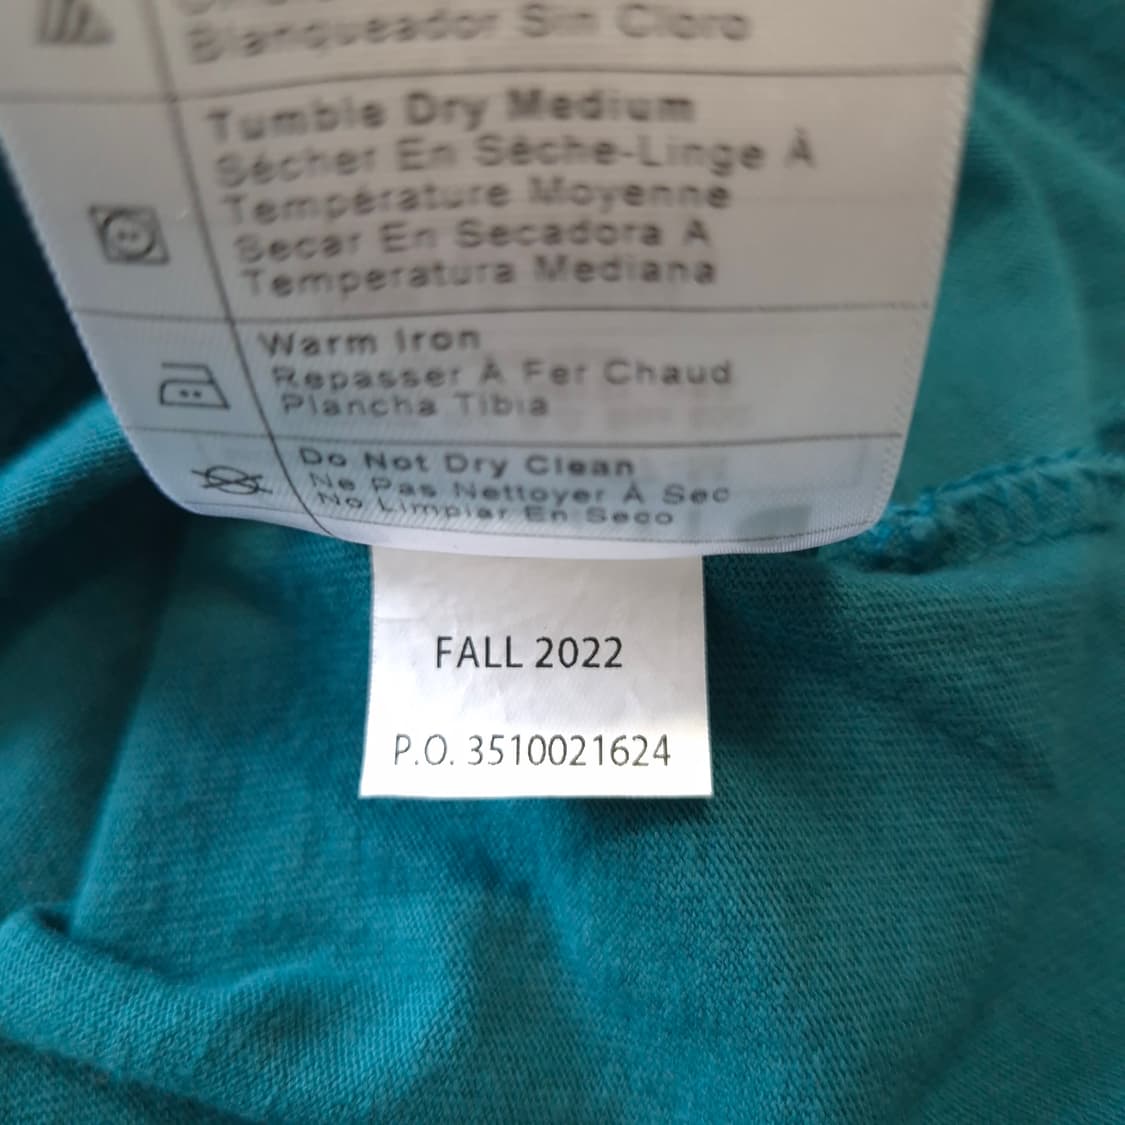 Blanqueador Sin Cloro
Tumble Dry Medium
Sécher En Sèche-Linge À
Température Moyenne
Secar En Secadora A
Temperatura Mediana
Warm Iron
Repasser À Fer Chaud
Plancha Tibia
Do Not Dry Clean
Ne Pas Nettoyer À Sec
No Limpiar En Seco
FALL 2022
P.O. 3510021624